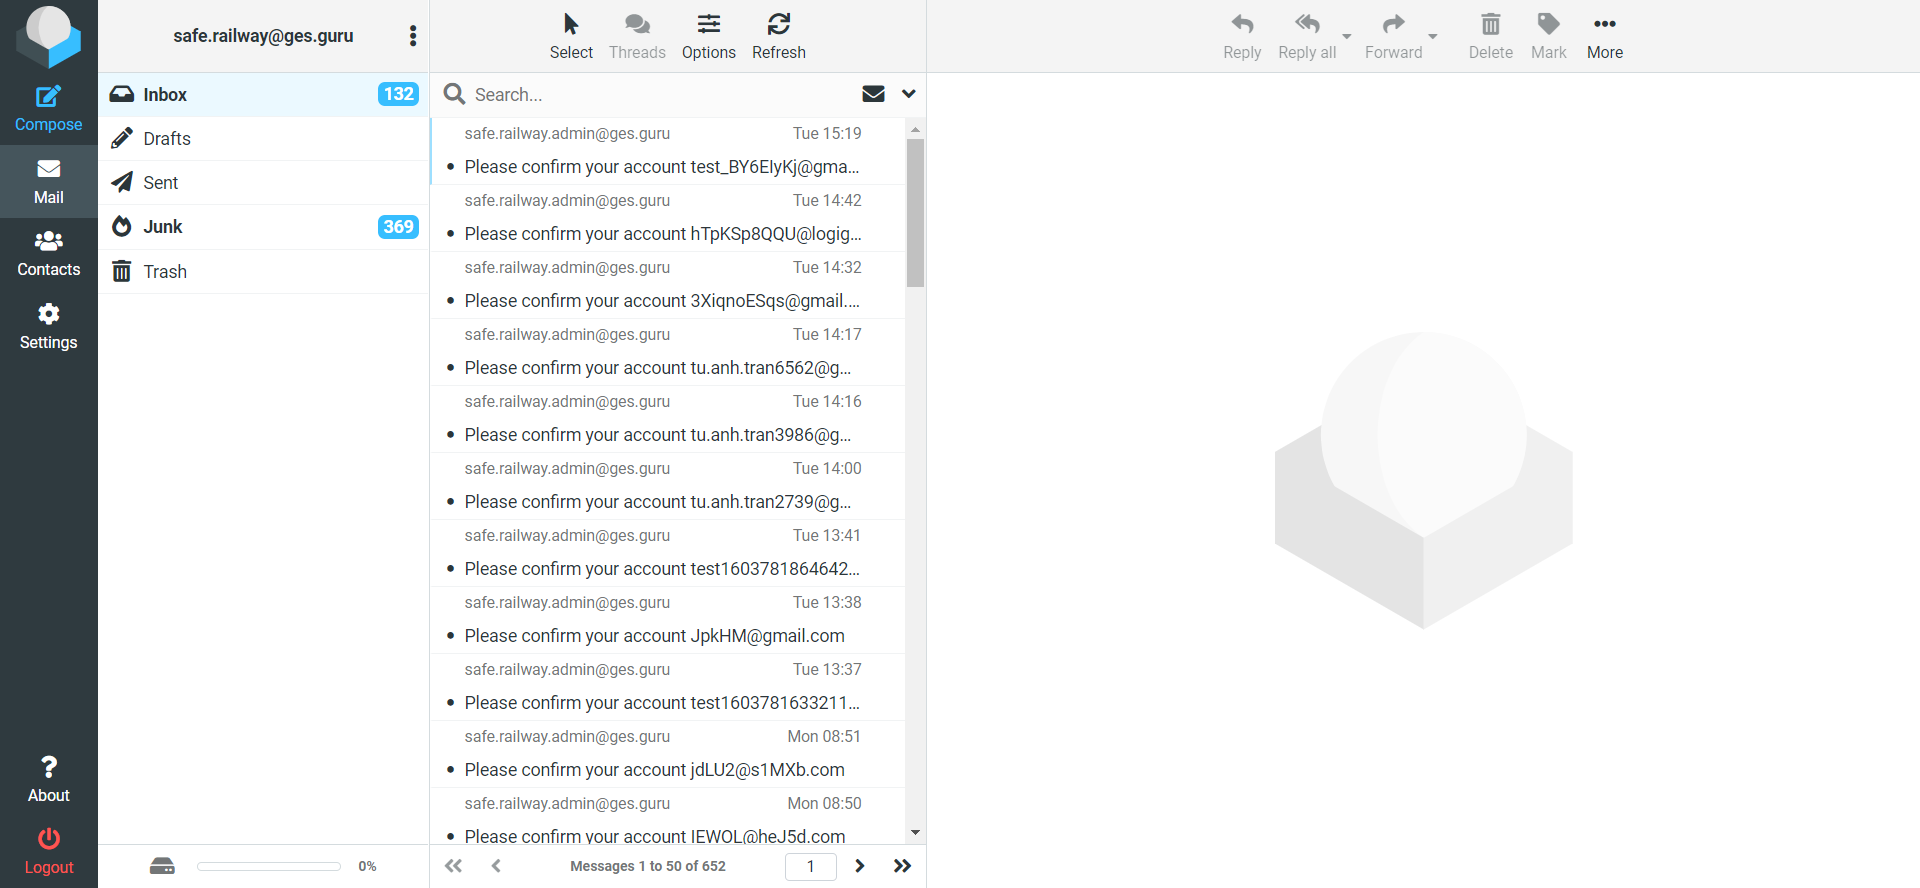 safe.railway@ges.guru
Select
Threads
Options
Refresh
Reply
Reply all
Forward
Delete
Mark
More
Compose
Mail
Contacts
Settings
About
Logout
Inbox 132
Drafts
Sent
Junk 369
Trash
0%
Search...
safe.railway.admin@ges.guru Tue 15:19
• Please confirm your account test_BY6ElyKj@gma...
safe.railway.admin@ges.guru Tue 14:42
• Please confirm your account hTpKSp8QQU@logig...
safe.railway.admin@ges.guru Tue 14:32
• Please confirm your account 3XiqnoESqs@gmail....
safe.railway.admin@ges.guru Tue 14:17
• Please confirm your account tu.anh.tran6562@g...
safe.railway.admin@ges.guru Tue 14:16
• Please confirm your account tu.anh.tran3986@g...
safe.railway.admin@ges.guru Tue 14:00
• Please confirm your account tu.anh.tran2739@g...
safe.railway.admin@ges.guru Tue 13:41
• Please confirm your account test1603781864642...
safe.railway.admin@ges.guru Tue 13:38
• Please confirm your account JpkHM@gmail.com
safe.railway.admin@ges.guru Tue 13:37
• Please confirm your account test1603781633211...
safe.railway.admin@ges.guru Mon 08:51
• Please confirm your account jdLU2@s1MXb.com
safe.railway.admin@ges.guru Mon 08:50
• Please confirm your account IEWOL@heJ5d.com
Messages 1 to 50 of 652
1